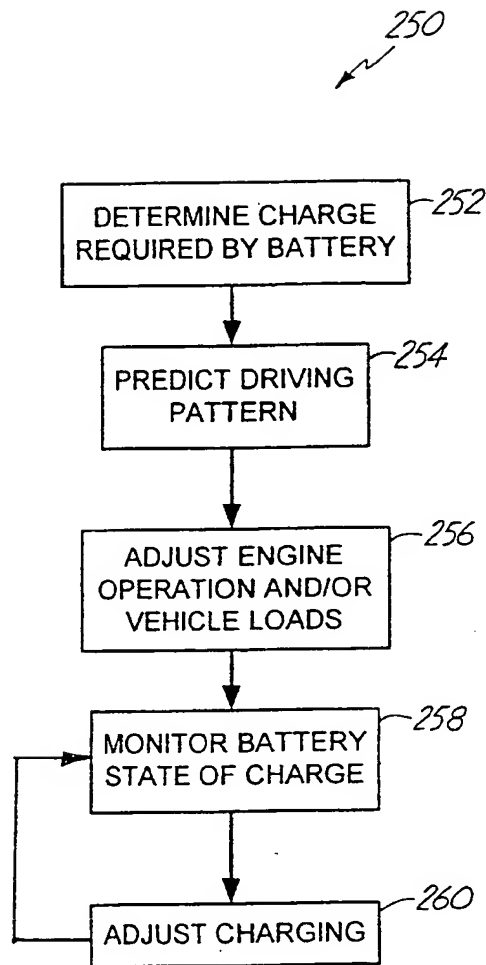 250
DETERMINE CHARGE
REQUIRED BY BATTERY
252
PREDICT DRIVING
PATTERN
254
ADJUST ENGINE
OPERATION AND/OR
VEHICLE LOADS
256
MONITOR BATTERY
STATE OF CHARGE
258
ADJUST CHARGING
260